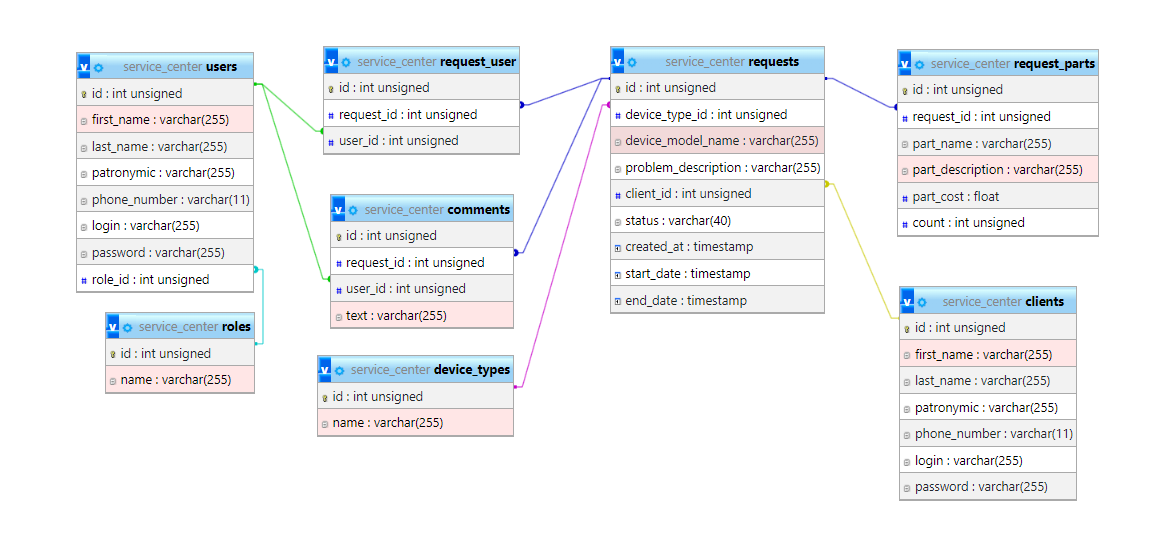 service_center users
id : int unsigned
first_name : varchar(255)
last_name : varchar(255)
patronymic : varchar(255)
phone_number : varchar(11)
login : varchar(255)
password : varchar(255)
role_id : int unsigned
service_center roles
id : int unsigned
name : varchar(255)
service_center request_user
id : int unsigned
request_id : int unsigned
user_id : int unsigned
service_center comments
id : int unsigned
request_id : int unsigned
user_id : int unsigned
text : varchar(255)
service_center device_types
id : int unsigned
name : varchar(255)
service_center requests
id : int unsigned
device_type_id : int unsigned
device_model_name : varchar(255)
problem_description : varchar(255)
client_id : int unsigned
status : varchar(40)
created_at : timestamp
start_date : timestamp
end_date : timestamp
service_center request_parts
id : int unsigned
request_id : int unsigned
part_name : varchar(255)
part_description : varchar(255)
part_cost : float
count : int unsigned
service_center clients
id : int unsigned
first_name : varchar(255)
last_name : varchar(255)
patronymic : varchar(255)
phone_number : varchar(11)
login : varchar(255)
password : varchar(255)